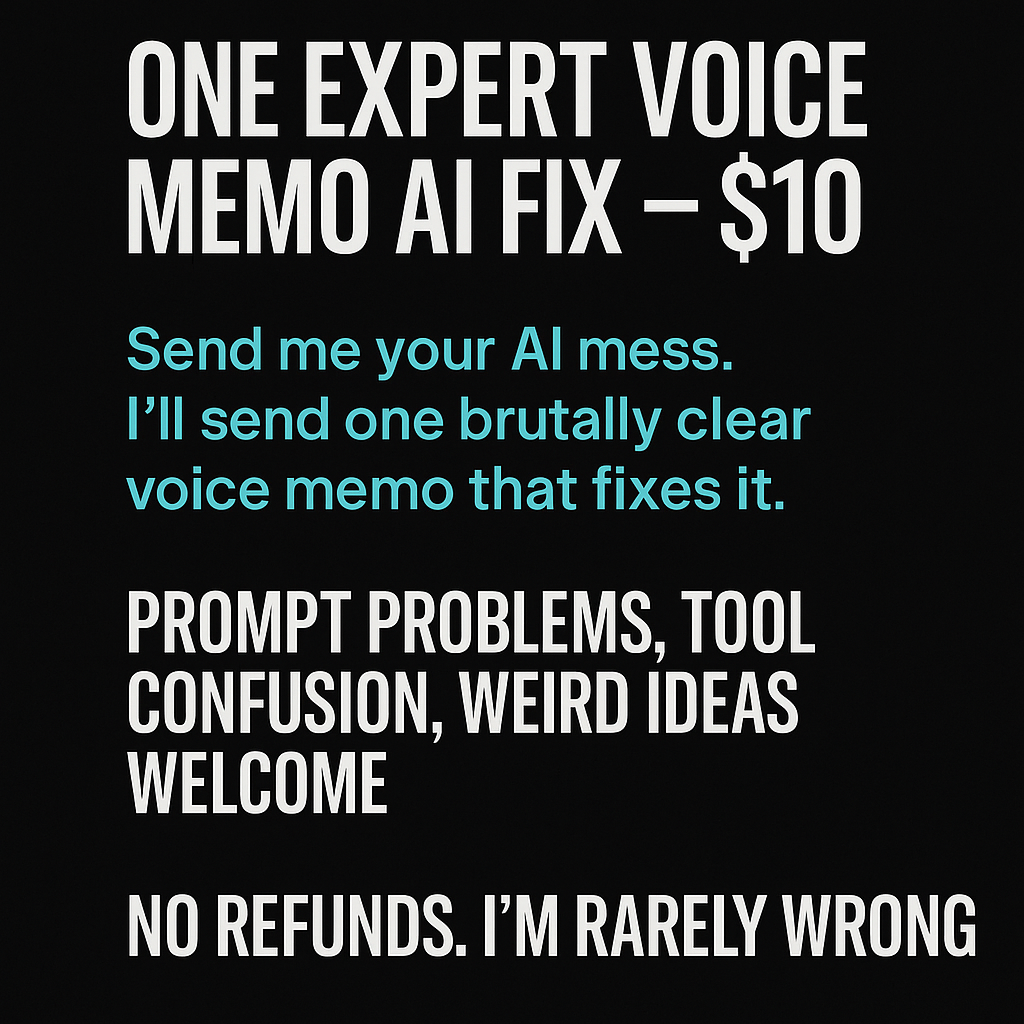 ONE EXPERT VOICE
MEMO AI FIX – $10
Send me your AI mess.
I’ll send one brutally clear
voice memo that fixes it.
PROMPT PROBLEMS, TOOL
CONFUSION, WEIRD IDEAS
WELCOME
NO REFUNDS. I’M RARELY WRONG